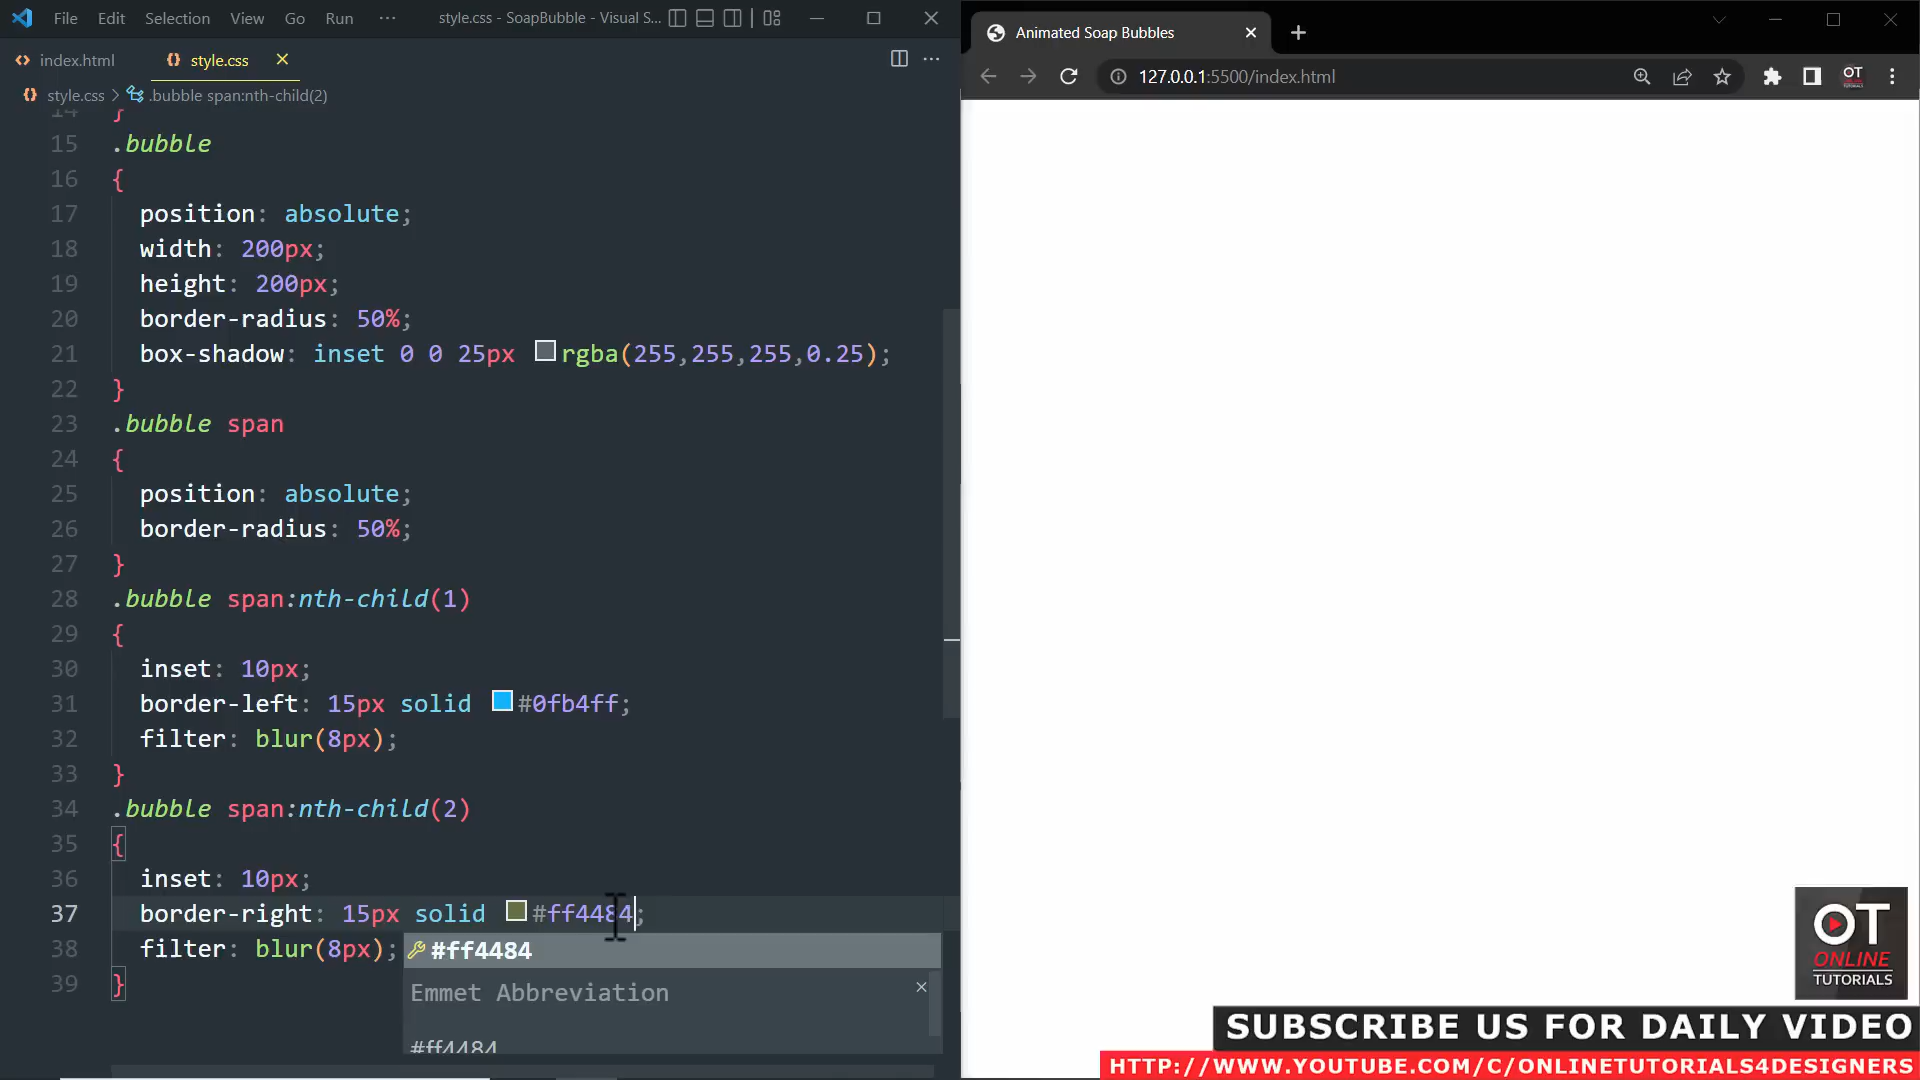 File Edit Selection View Go Run ··· style.css - SoapBubble - Visual S...
index.html style.css
style.css > .bubble span:nth-child(2)
14 }
15 .bubble
16 {
17 position: absolute;
18 width: 200px;
19 height: 200px;
20 border-radius: 50%;
21 box-shadow: inset 0 0 25px rgba(255,255,255,0.25);
22 }
23 .bubble span
24 {
25 position: absolute;
26 border-radius: 50%;
27 }
28 .bubble span:nth-child(1)
29 {
30 inset: 10px;
31 border-left: 15px solid #0fb4ff;
32 filter: blur(8px);
33 }
34 .bubble span:nth-child(2)
35 {
36 inset: 10px;
37 border-right: 15px solid #ff4484;
38 filter: blur(8px);
39 }
#ff4484
Emmet Abbreviation
#ff4484
Animated Soap Bubbles
127.0.0.1:5500/index.html
OT
ONLINE
TUTORIALS
SUBSCRIBE US FOR DAILY VIDEO
HTTP://WWW.YOUTUBE.COM/C/ONLINETUTORIALS4DESIGNERS